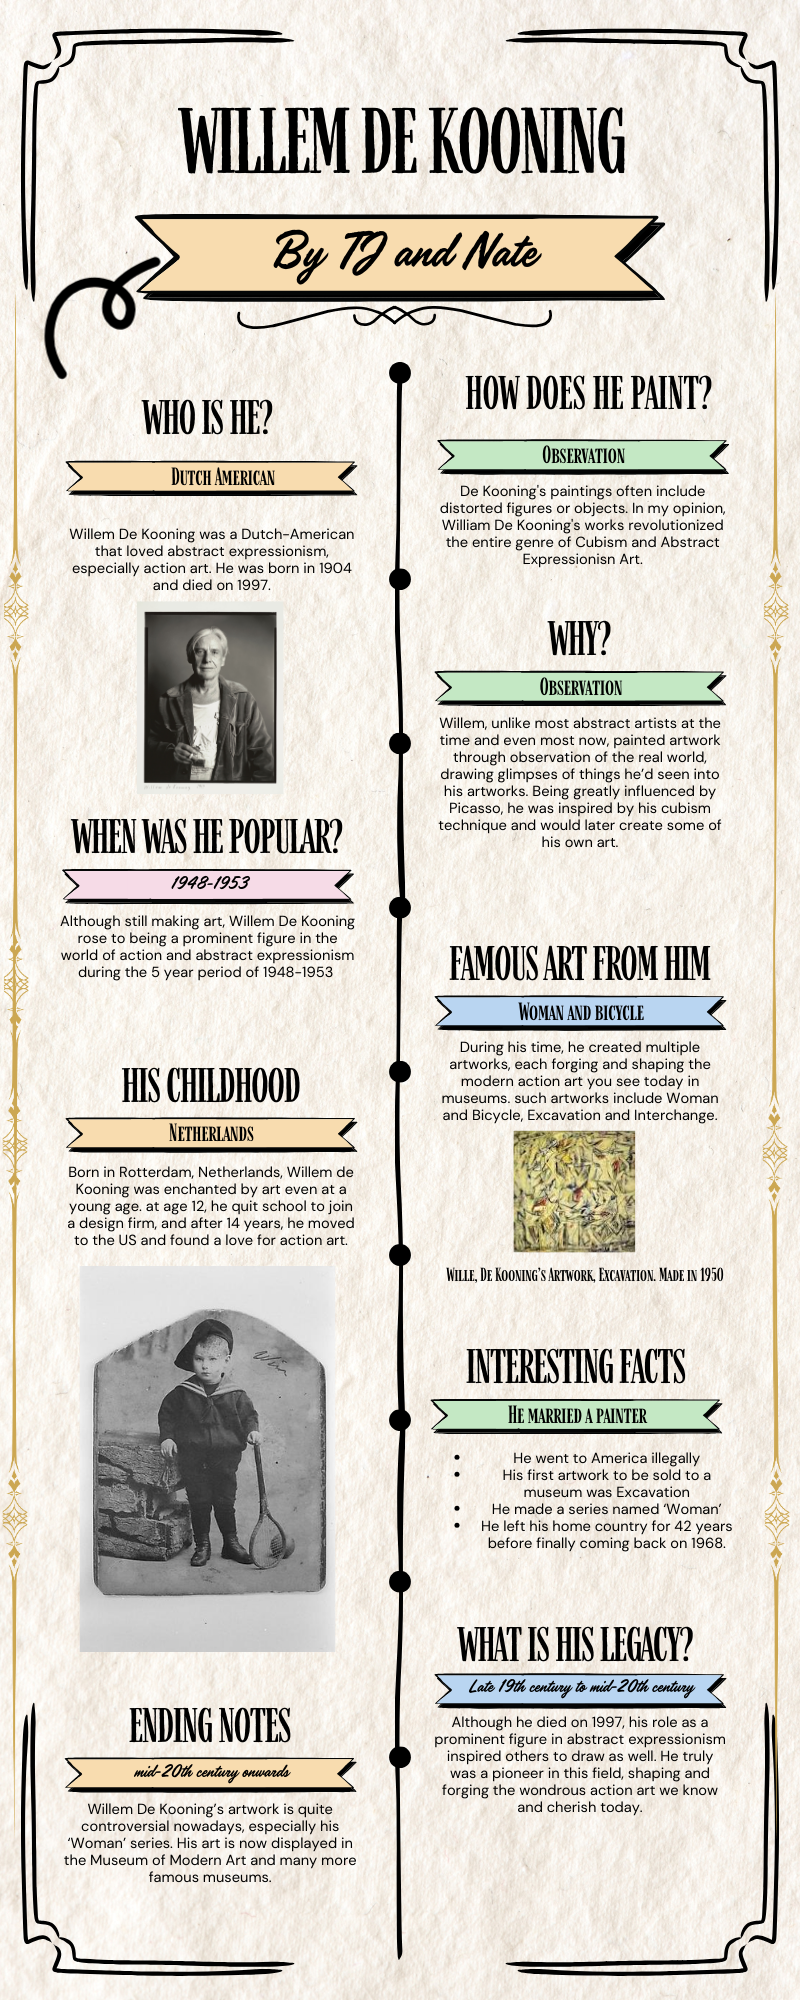 WILLEM DE KOONING
By TJ and Nate
WHO IS HE?
DUTCH AMERICAN
Willem De Kooning was a Dutch-American
that loved abstract expressionism,
especially action art. He was born in 1904
and died on 1997.
WHEN WAS HE POPULAR?
1948-1953
Although still making art, Willem De Kooning
rose to being a prominent figure in the
world of action and abstract expressionism
during the 5 year period of 1948-1953
HIS CHILDHOOD
NETHERLANDS
Born in Rotterdam, Netherlands, Willem de
Kooning was enchanted by art even at a
young age. at age 12, he quit school to join
a design firm, and after 14 years, he moved
to the US and found a love for action art.
ENDING NOTES
mid-20th century onwards
Willem De Kooning's artwork is quite
controversial nowadays, especially his
'Woman' series. His art is now displayed in
the Museum of Modern Art and many more
famous museums.
HOW DOES HE PAINT?
OBSERVATION
De Kooning's paintings often include
distorted figures or objects. In my opinion,
William De Kooning's works revolutionized
the entire genre of Cubism and Abstract
Expressionisn Art.
WHY?
OBSERVATION
Willem, unlike most abstract artists at the
time and even most now, painted artwork
through observation of the real world,
drawing glimpses of things he'd seen into
his artworks. Being greatly influenced by
Picasso, he was inspired by his cubism
technique and would later create some of
his own art.
FAMOUS ART FROM HIM
WOMAN AND BICYCLE
During his time, he created multiple
artworks, each forging and shaping the
modern action art you see today in
museums. such artworks include Woman
and Bicycle, Excavation and Interchange.
WILLE, DE KOONING'S ARTWORK, EXCAVATION. MADE IN 1950
INTERESTING FACTS
HE MARRIED A PAINTER
• He went to America illegally
• His first artwork to be sold to a
museum was Excavation
• He made a series named 'Woman'
• He left his home country for 42 years
before finally coming back on 1968.
WHAT IS HIS LEGACY?
Late 19th century to mid-20th century
Although he died on 1997, his role as a
prominent figure in abstract expressionism
inspired others to draw as well. He truly
was a pioneer in this field, shaping and
forging the wondrous action art we know
and cherish today.